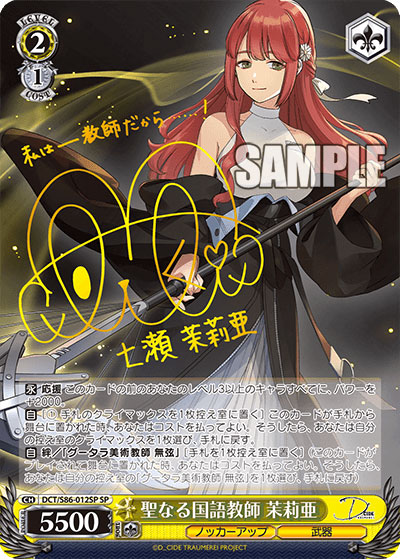 LEVEL
2
1
COST
私は――教師だから……!
SAMPLE
七瀬 茉莉亜
永 応援 このカードの前のあなたのレベル3以上のキャラすべてに、パワーを
+2000。
自 [① 手札のクライマックスを1枚控え室に置く] このカードが手札から
舞台に置かれた時、あなたはコストを払ってよい。そうしたら、あなたは自分の控え
室のクライマックスを1枚選び、手札に戻す。
自 絆/「グータラ美術教師 無弦」 [手札を1枚控え室に置く] (このカードが
プレイされて舞台に置かれた時、あなたはコストを払ってよい。そうしたら、
あなたは自分の控え室の「グータラ美術教師 無弦」を1枚選び、手札に戻す)
CH DCT/S86-012SP SP
聖なる国語教師 茉莉亜
POWER
5500
ノッカーアップ
武器
D_CIDE
TRAUMEREI
©D_CIDE TRAUMEREI PROJECT